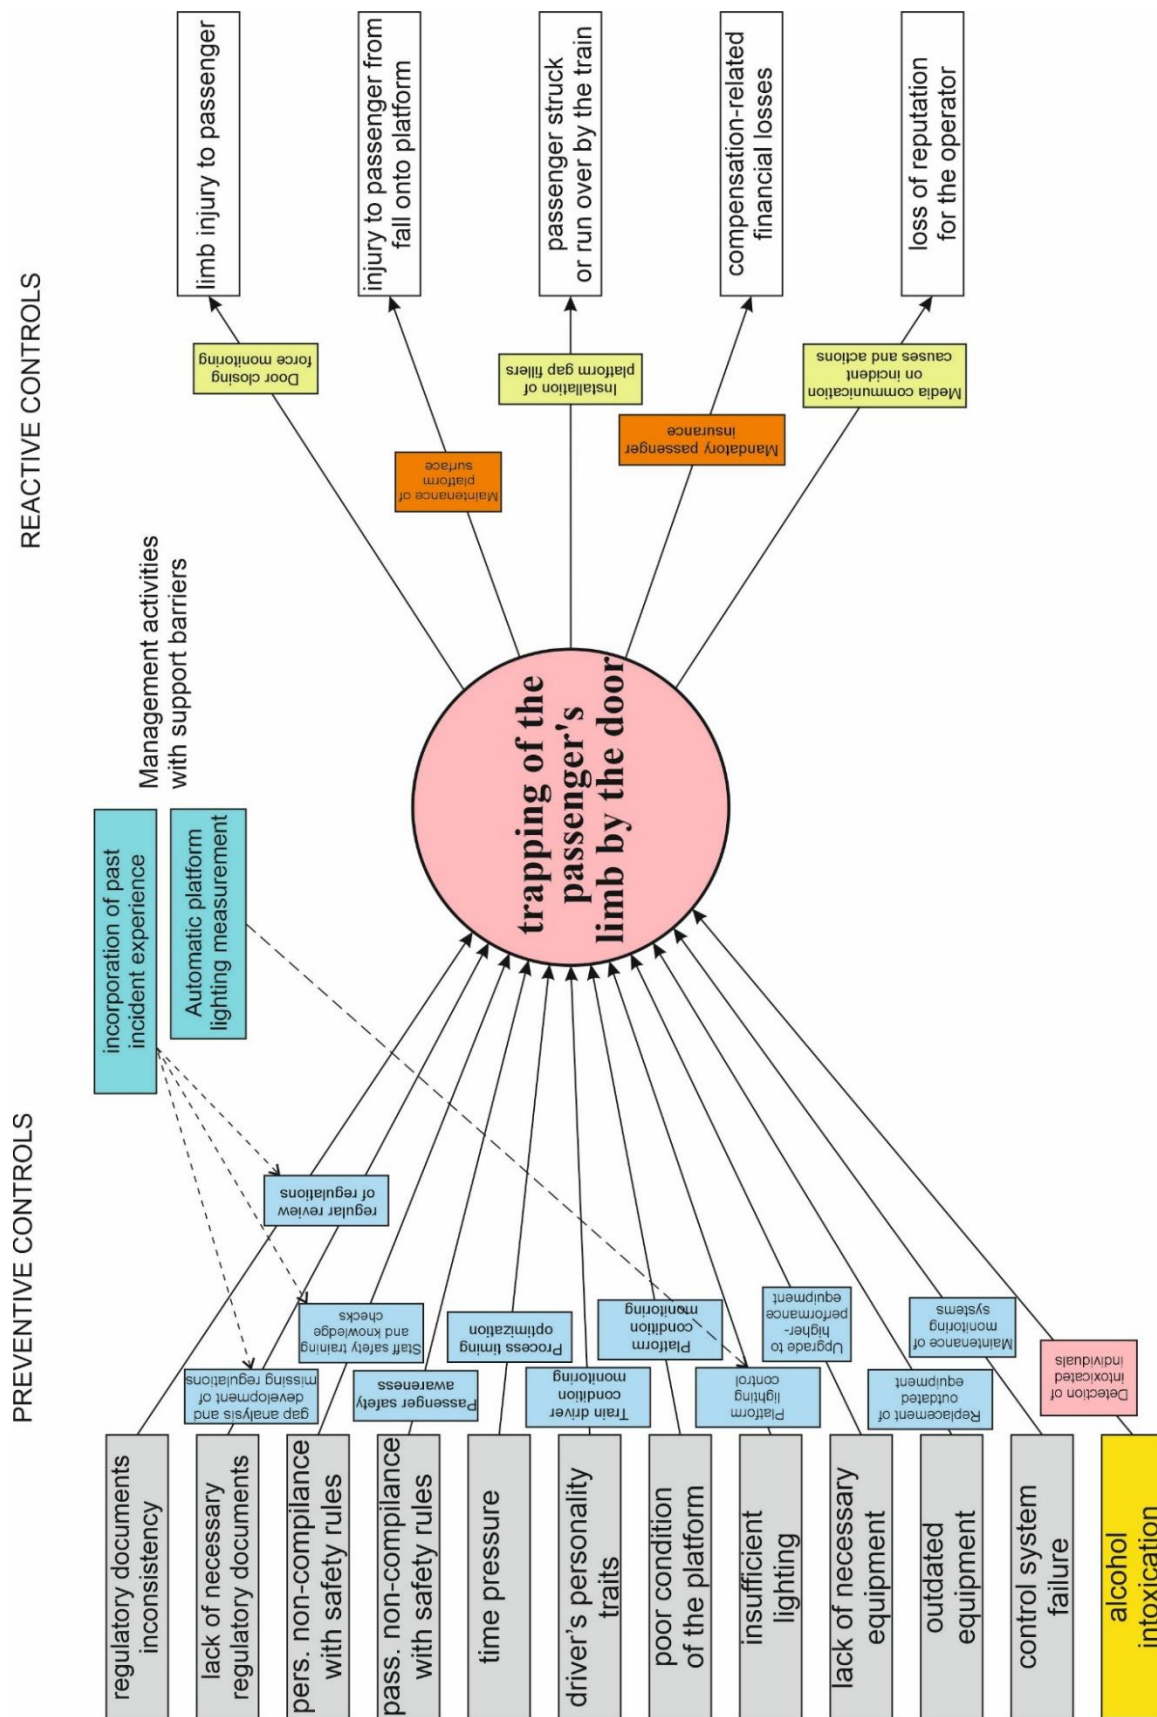 PREVENTIVE CONTROLS
REACTIVE CONTROLS
Management activities
with support barriers
incorporation of past
incident experience
Automatic platform
lighting measurement
regulatory documents
inconsistency
lack of necessary
regulatory documents
pers. non-compilance
with safety rules
pass. non-compliance
with safety rules
time pressure
driver's personality
traits
poor condition
of the platform
insufficient
lighting
lack of necessary
equipment
outdated
equipment
control system
failure
alcohol
intoxication
regular review
of regulations
gap analysis and
development of
missing regulations
Staff safety training
and knowledge
checks
Passenger safety
awareness
Process timing
optimization
Train driver
condition
monitoring
Platform
condition
monitoring
Platform
lighting
control
Upgrade to
higher-
performance
equipment
Replacement of
outdated
equipment
Maintenance of
monitoring
systems
Detection of
intoxicated
individuals
trapping of the
passenger's
limb by the door
Door closing
force monitoring
Maintenance of
platform
surface
Installation of
platform gap fillers
Mandatory passenger
insurance
Media communication
on incident
causes and actions
limb injury to passenger
injury to passenger from
fall onto platform
passenger struck
or run over by the train
compensation-related
financial losses
loss of reputation
for the operator